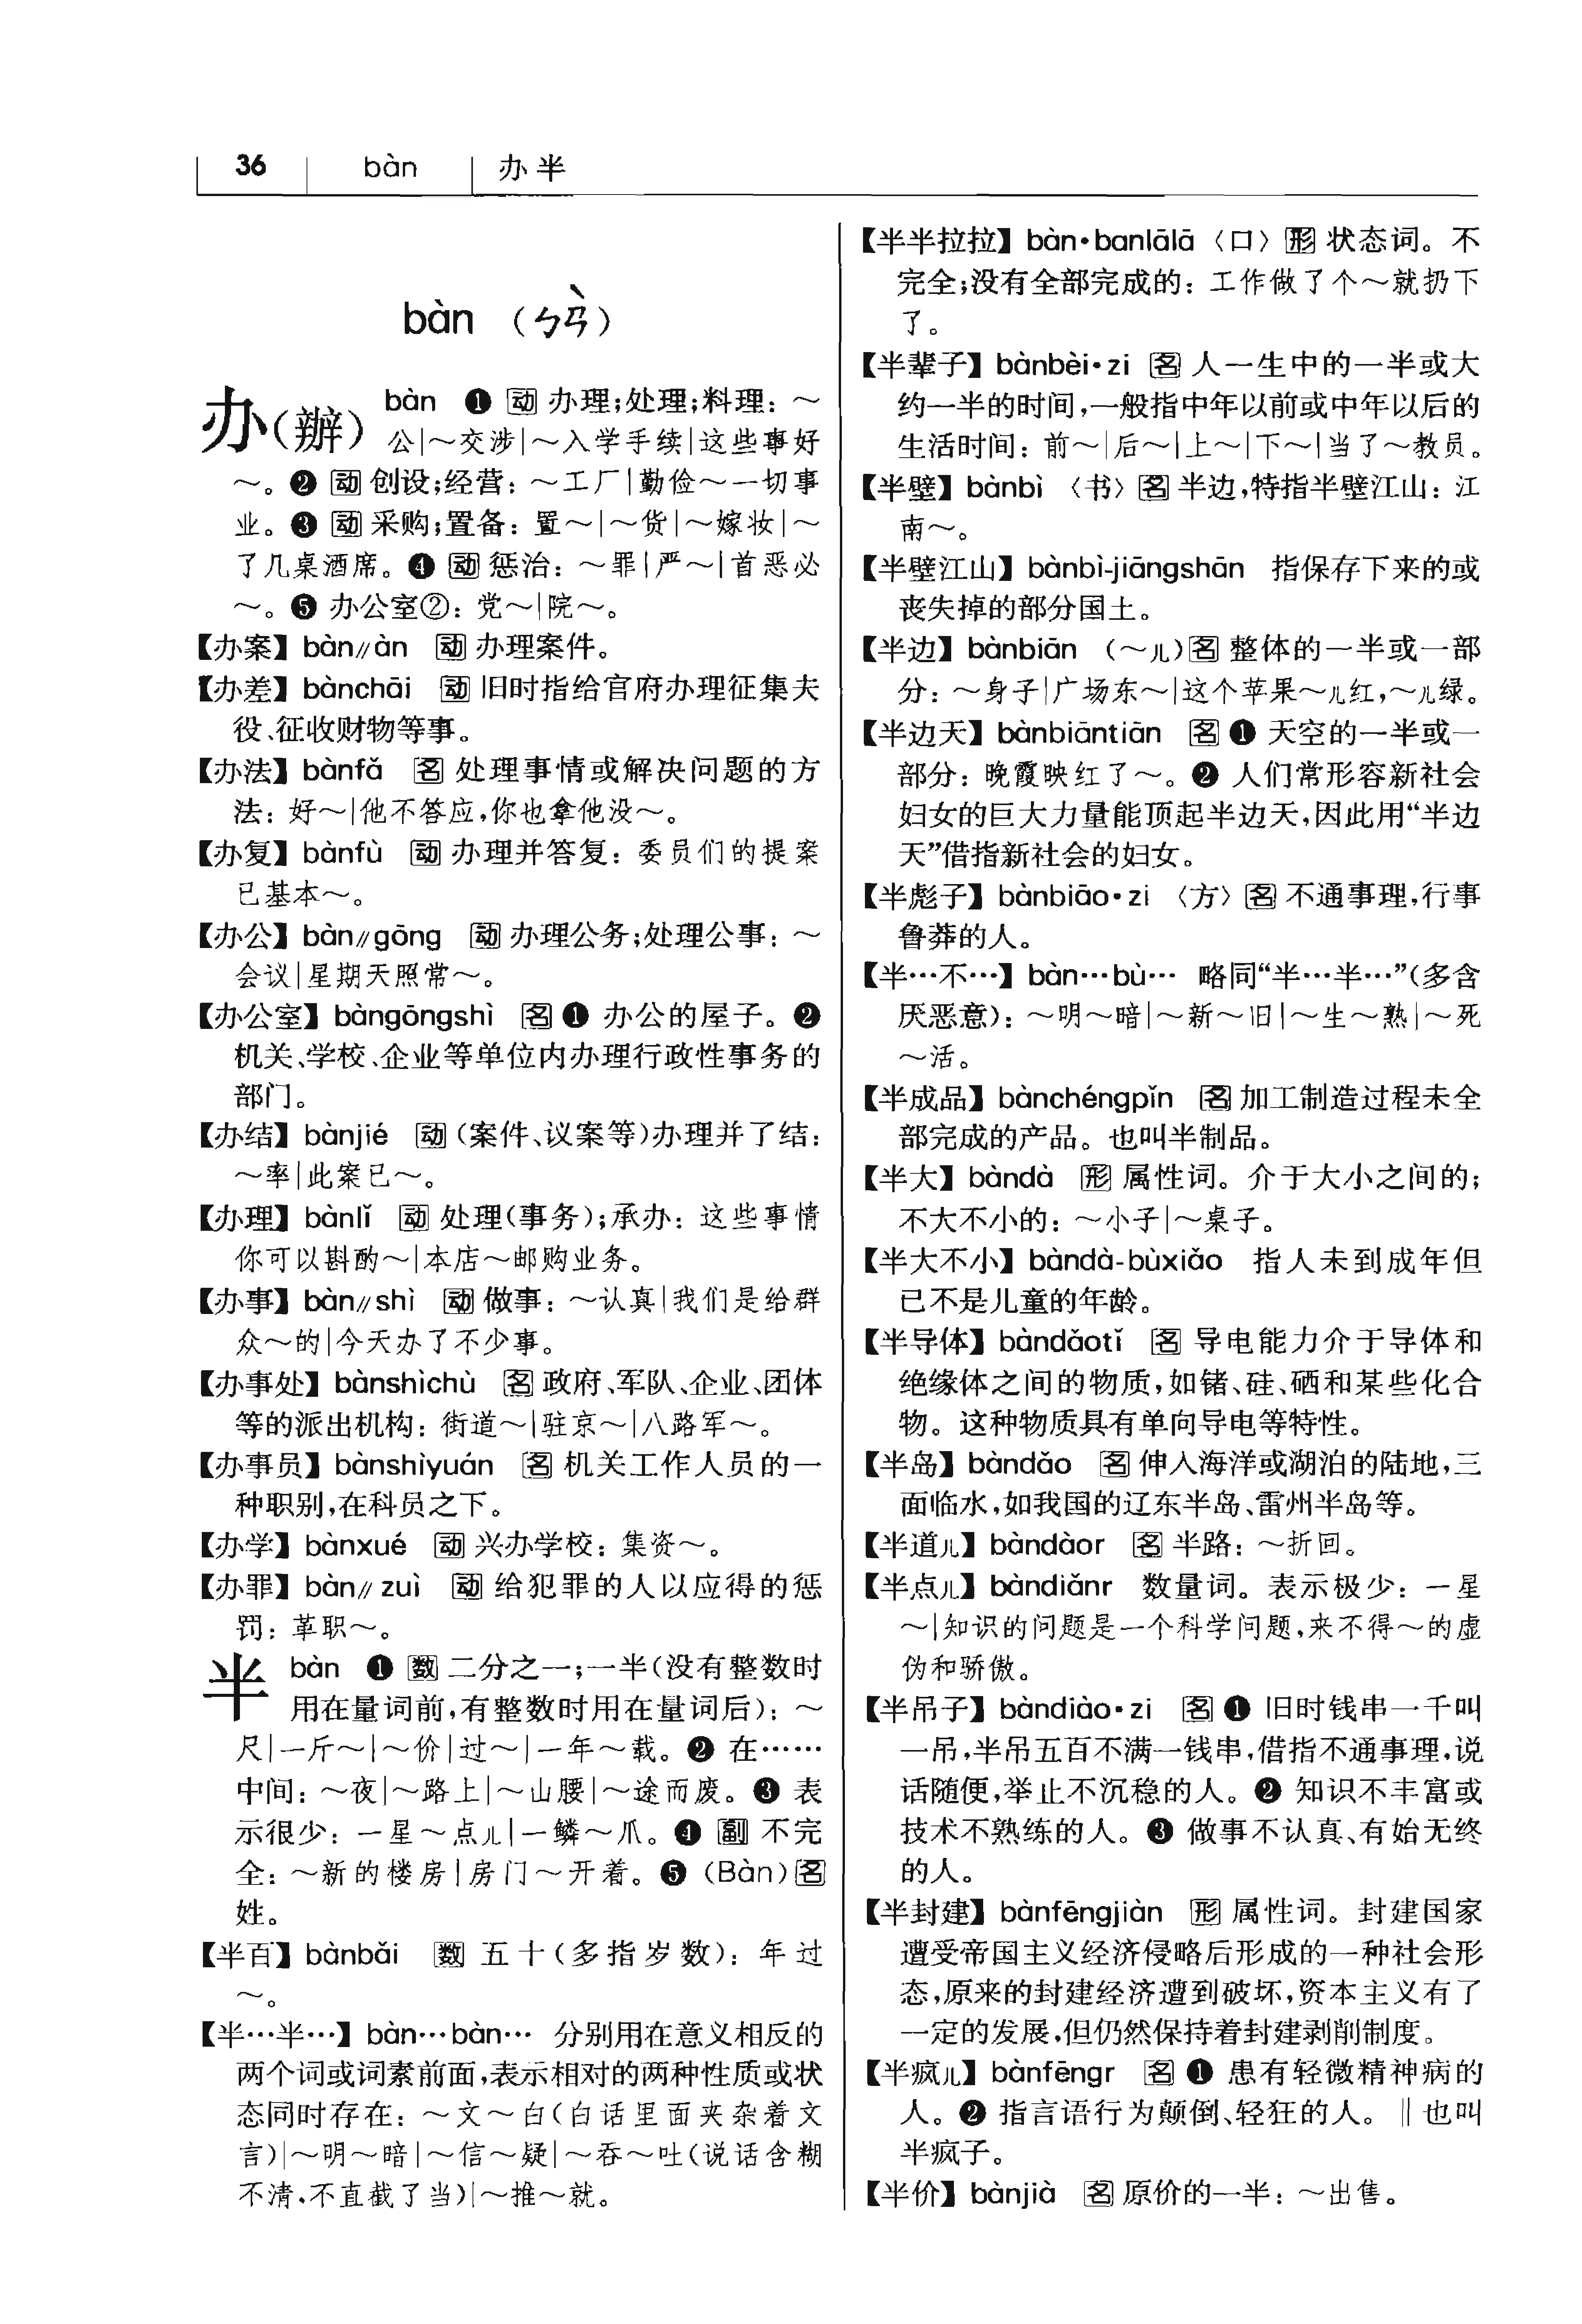 36 bàn 办半
bàn （ㄅㄢˋ）
办（辦） bàn ❶ 动 办理；处理；料理：～
公｜～交涉｜～入学手续｜这些事好
～。❷ 动 创设；经营：～工厂｜勤俭～一切事
业。❸ 动 采购；置备：置～｜～货｜～嫁妆｜～
了几桌酒席。❹ 动 惩治：～罪｜严～｜首恶必
～。❺ 办公室②：党～｜院～。
【办案】bàn∥àn 动 办理案件。
【办差】bànchāi 动 旧时指给官府办理征集夫
役、征收财物等事。
【办法】bànfǎ 名 处理事情或解决问题的方
法：好～｜他不答应，你也拿他没～。
【办复】bànfù 动 办理并答复：委员们的提案
已基本～。
【办公】bàn∥gōng 动 办理公务；处理公事：～
会议｜星期天照常～。
【办公室】bàngōngshì 名 ❶ 办公的屋子。❷
机关、学校、企业等单位内办理行政性事务的
部门。
【办结】bànjié 动（案件、议案等）办理并了结：
～率｜此案已～。
【办理】bànlǐ 动 处理（事务）；承办：这些事情
你可以斟酌～｜本店～邮购业务。
【办事】bàn∥shì 动 做事：～认真｜我们是给群
众～的｜今天办了不少事。
【办事处】bànshìchù 名 政府、军队、企业、团体
等的派出机构：街道～｜驻京～｜八路军～。
【办事员】bànshìyuán 名 机关工作人员的一
种职别，在科员之下。
【办学】bànxué 动 兴办学校：集资～。
【办罪】bàn∥zuì 动 给犯罪的人以应得的惩
罚：革职～。
半 bàn ❶ 数 二分之一；一半（没有整数时
用在量词前，有整数时用在量词后）：～
尺｜一斤～｜～价｜过～｜一年～载。❷ 在……
中间：～夜｜～路上｜～山腰｜～途而废。❸ 表
示很少：一星～点儿｜一鳞～爪。❹ 副 不完
全：～新的楼房｜房门～开着。❺（Bàn）名
姓。
【半百】bànbǎi 数 五十（多指岁数）：年过
～。
【半…半…】bàn…bàn… 分别用在意义相反的
两个词或词素前面，表示相对的两种性质或状
态同时存在：～文～白（白话里面夹杂着文
言）｜～明～暗｜～信～疑｜～吞～吐（说话含糊
不清，不直截了当）｜～推～就。
【半半拉拉】bàn•banlālā〈口〉形 状态词。不
完全；没有全部完成的：工作做了个～就扔下
了。
【半辈子】bànbèi•zi 名 人一生中的一半或大
约一半的时间，一般指中年以前或中年以后的
生活时间：前～｜后～｜上～｜下～｜当了～教员。
【半壁】bànbì〈书〉名 半边，特指半壁江山：江
南～。
【半壁江山】bànbì-jiāngshān 指保存下来的或
丧失掉的部分国土。
【半边】bànbiān （～儿）名 整体的一半或一部
分：～身子｜广场东～｜这个苹果～儿红，～儿绿。
【半边天】bànbiāntiān 名 ❶ 天空的一半或一
部分：晚霞映红了～。❷ 人们常形容新社会
妇女的巨大力量能顶起半边天，因此用“半边
天”借指新社会的妇女。
【半彪子】bànbiāo•zi〈方〉名 不通事理，行事
鲁莽的人。
【半…不…】bàn…bù… 略同“半…半…”（多含
厌恶意）：～明～暗｜～新～旧｜～生～熟｜～死
～活。
【半成品】bànchéngpǐn 名 加工制造过程未全
部完成的产品。也叫半制品。
【半大】bàndà 形 属性词。介于大小之间的；
不大不小的：～小子｜～桌子。
【半大不小】bàndà-bùxiǎo 指人未到成年但
已不是儿童的年龄。
【半导体】bàndǎotǐ 名 导电能力介于导体和
绝缘体之间的物质，如锗、硅、硒和某些化合
物。这种物质具有单向导电等特性。
【半岛】bàndǎo 名 伸入海洋或湖泊的陆地，三
面临水，如我国的辽东半岛、雷州半岛等。
【半道儿】bàndàor 名 半路：～折回。
【半点儿】bàndiǎnr 数量词。表示极少：一星
～｜知识的问题是一个科学问题，来不得～的虚
伪和骄傲。
【半吊子】bàndiào•zi 名 ❶ 旧时钱串一千叫
一吊，半吊五百不满一钱串，借指不通事理，说
话随便，举止不沉稳的人。❷ 知识不丰富或
技术不熟练的人。❸ 做事不认真、有始无终
的人。
【半封建】bànfēngjiàn 形 属性词。封建国家
遭受帝国主义经济侵略后形成的一种社会形
态，原来的封建经济遭到破坏，资本主义有了
一定的发展，但仍然保持着封建剥削制度。
【半疯儿】bànfēngr 名 ❶ 患有轻微精神病的
人。❷ 指言语行为颠倒、轻狂的人。‖也叫
半疯子。
【半价】bànjià 名 原价的一半：～出售。